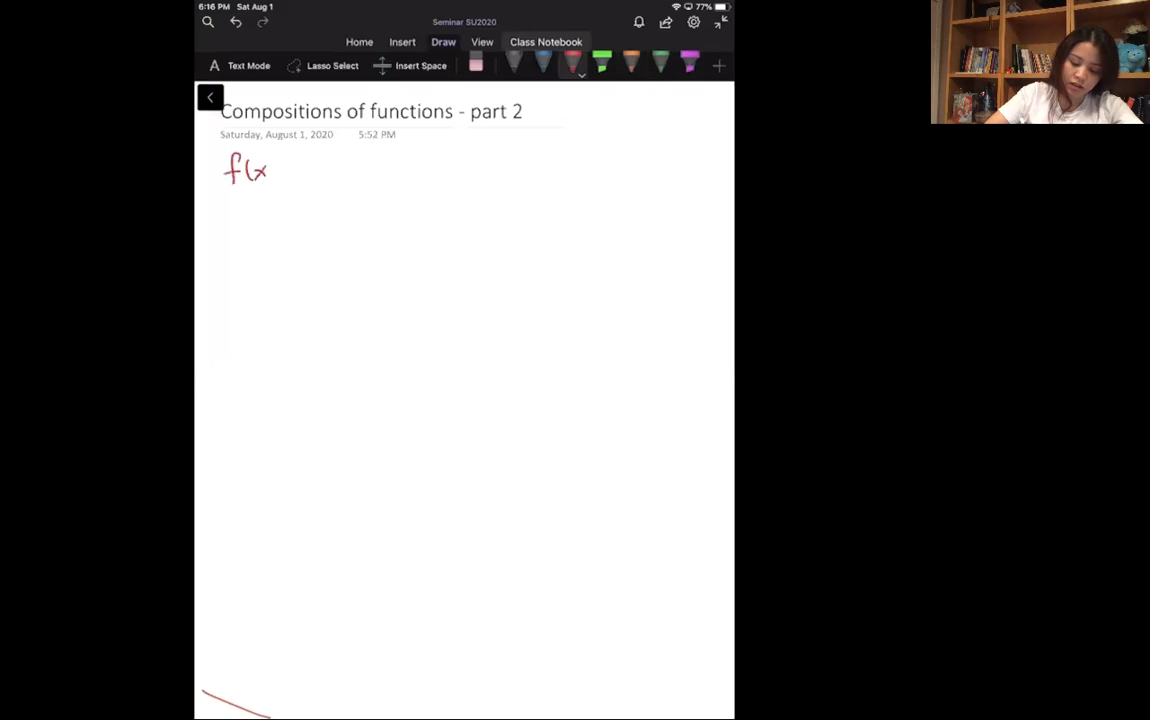 6:16 PM Sat Aug 1 77%
Seminar SU2020
Home Insert Draw View Class Notebook
A Text Mode Lasso Select Insert Space
Compositions of functions - part 2
Saturday, August 1, 2020 5:52 PM
f(x